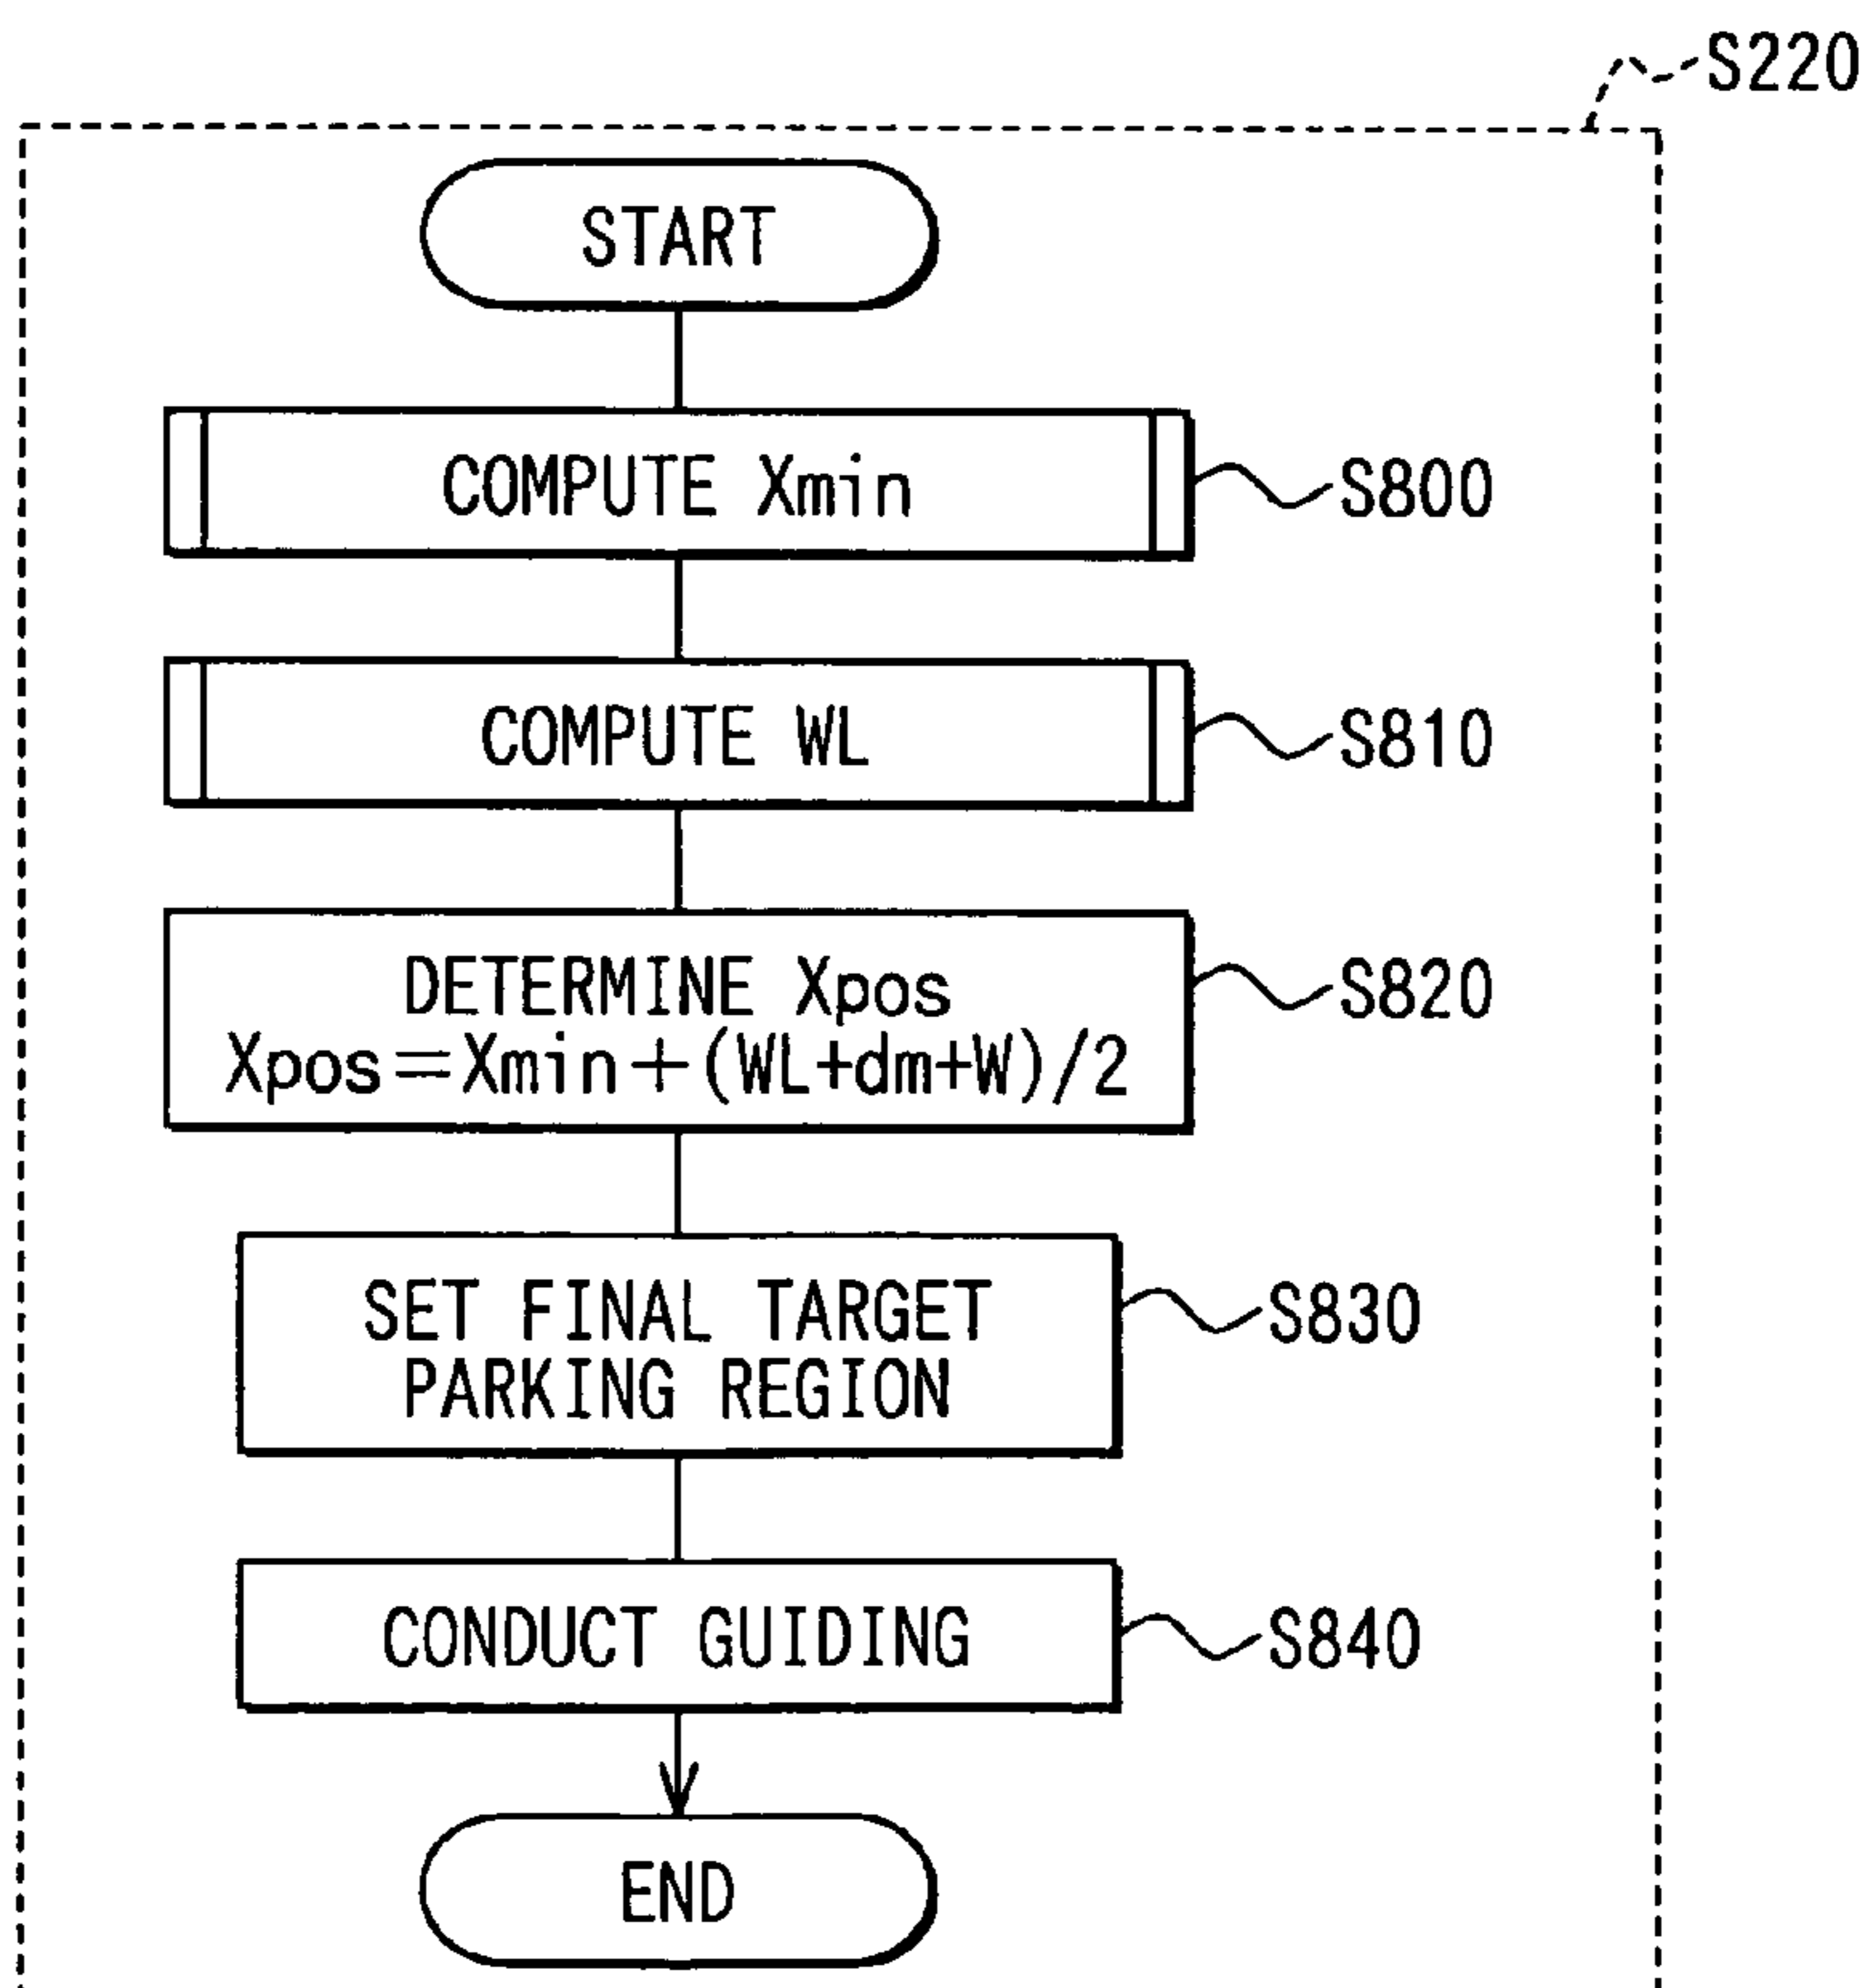 S220
START
COMPUTE Xmin
S800
COMPUTE WL
S810
DETERMINE Xpos
Xpos=Xmin+(WL+dm+W)/2
S820
SET FINAL TARGET
PARKING REGION
S830
CONDUCT GUIDING
S840
END